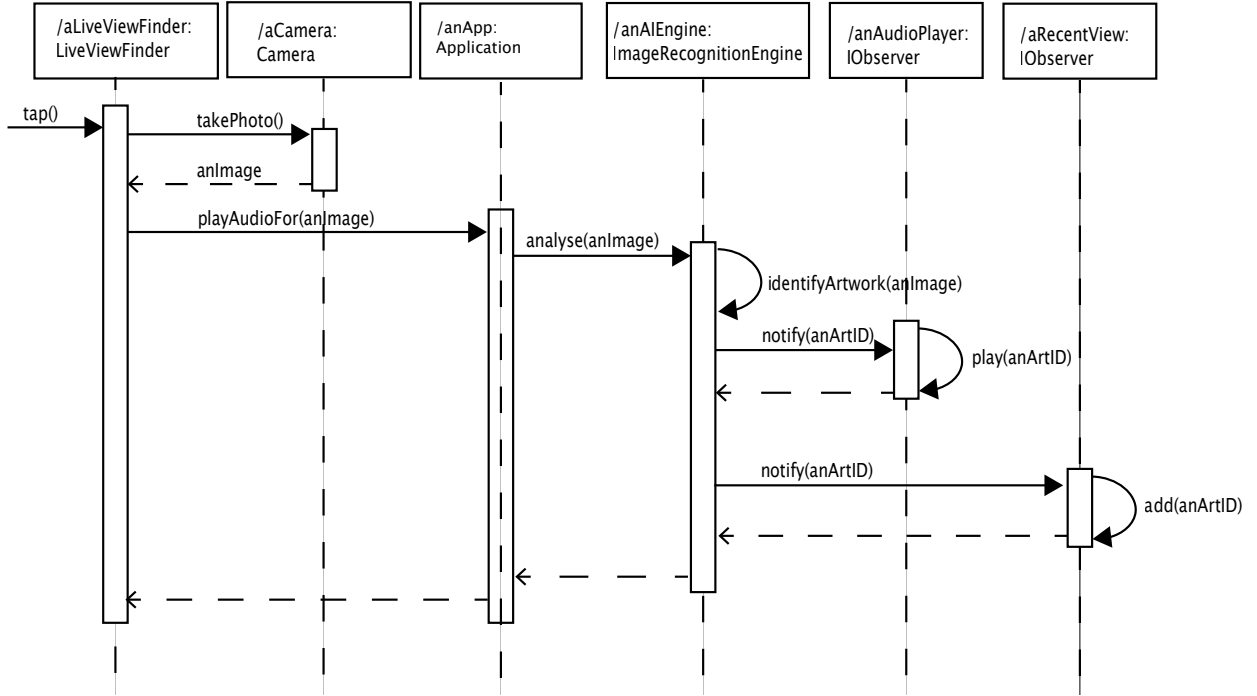 /aLiveViewFinder:
LiveViewFinder
/aCamera:
Camera
/anApp:
Application
/anAIEngine:
ImageRecognitionEngine
/anAudioPlayer:
IObserver
/aRecentView:
IObserver
tap()
takePhoto()
anImage
playAudioFor(anImage)
analyse(anImage)
identifyArtwork(anImage)
notify(anArtID)
play(anArtID)
notify(anArtID)
add(anArtID)